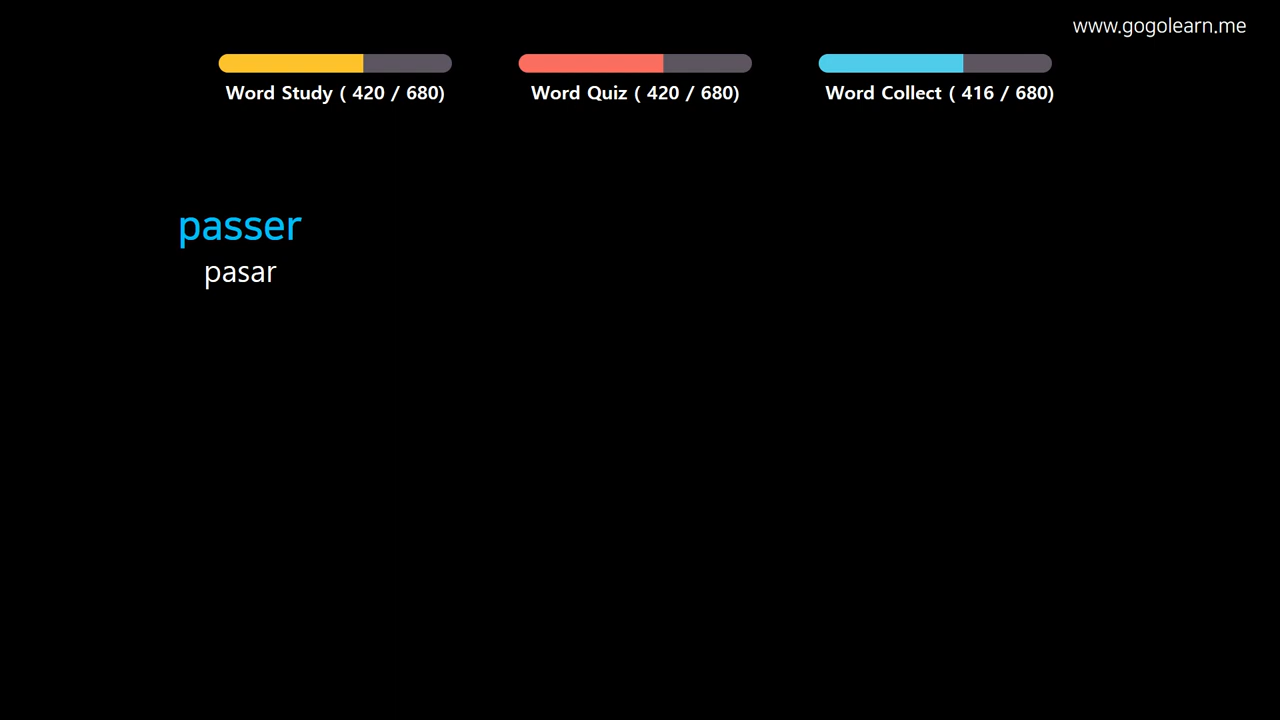 www.gogolearn.me
Word Study ( 420 / 680)
Word Quiz ( 420 / 680)
Word Collect ( 416 / 680)
passer
pasar